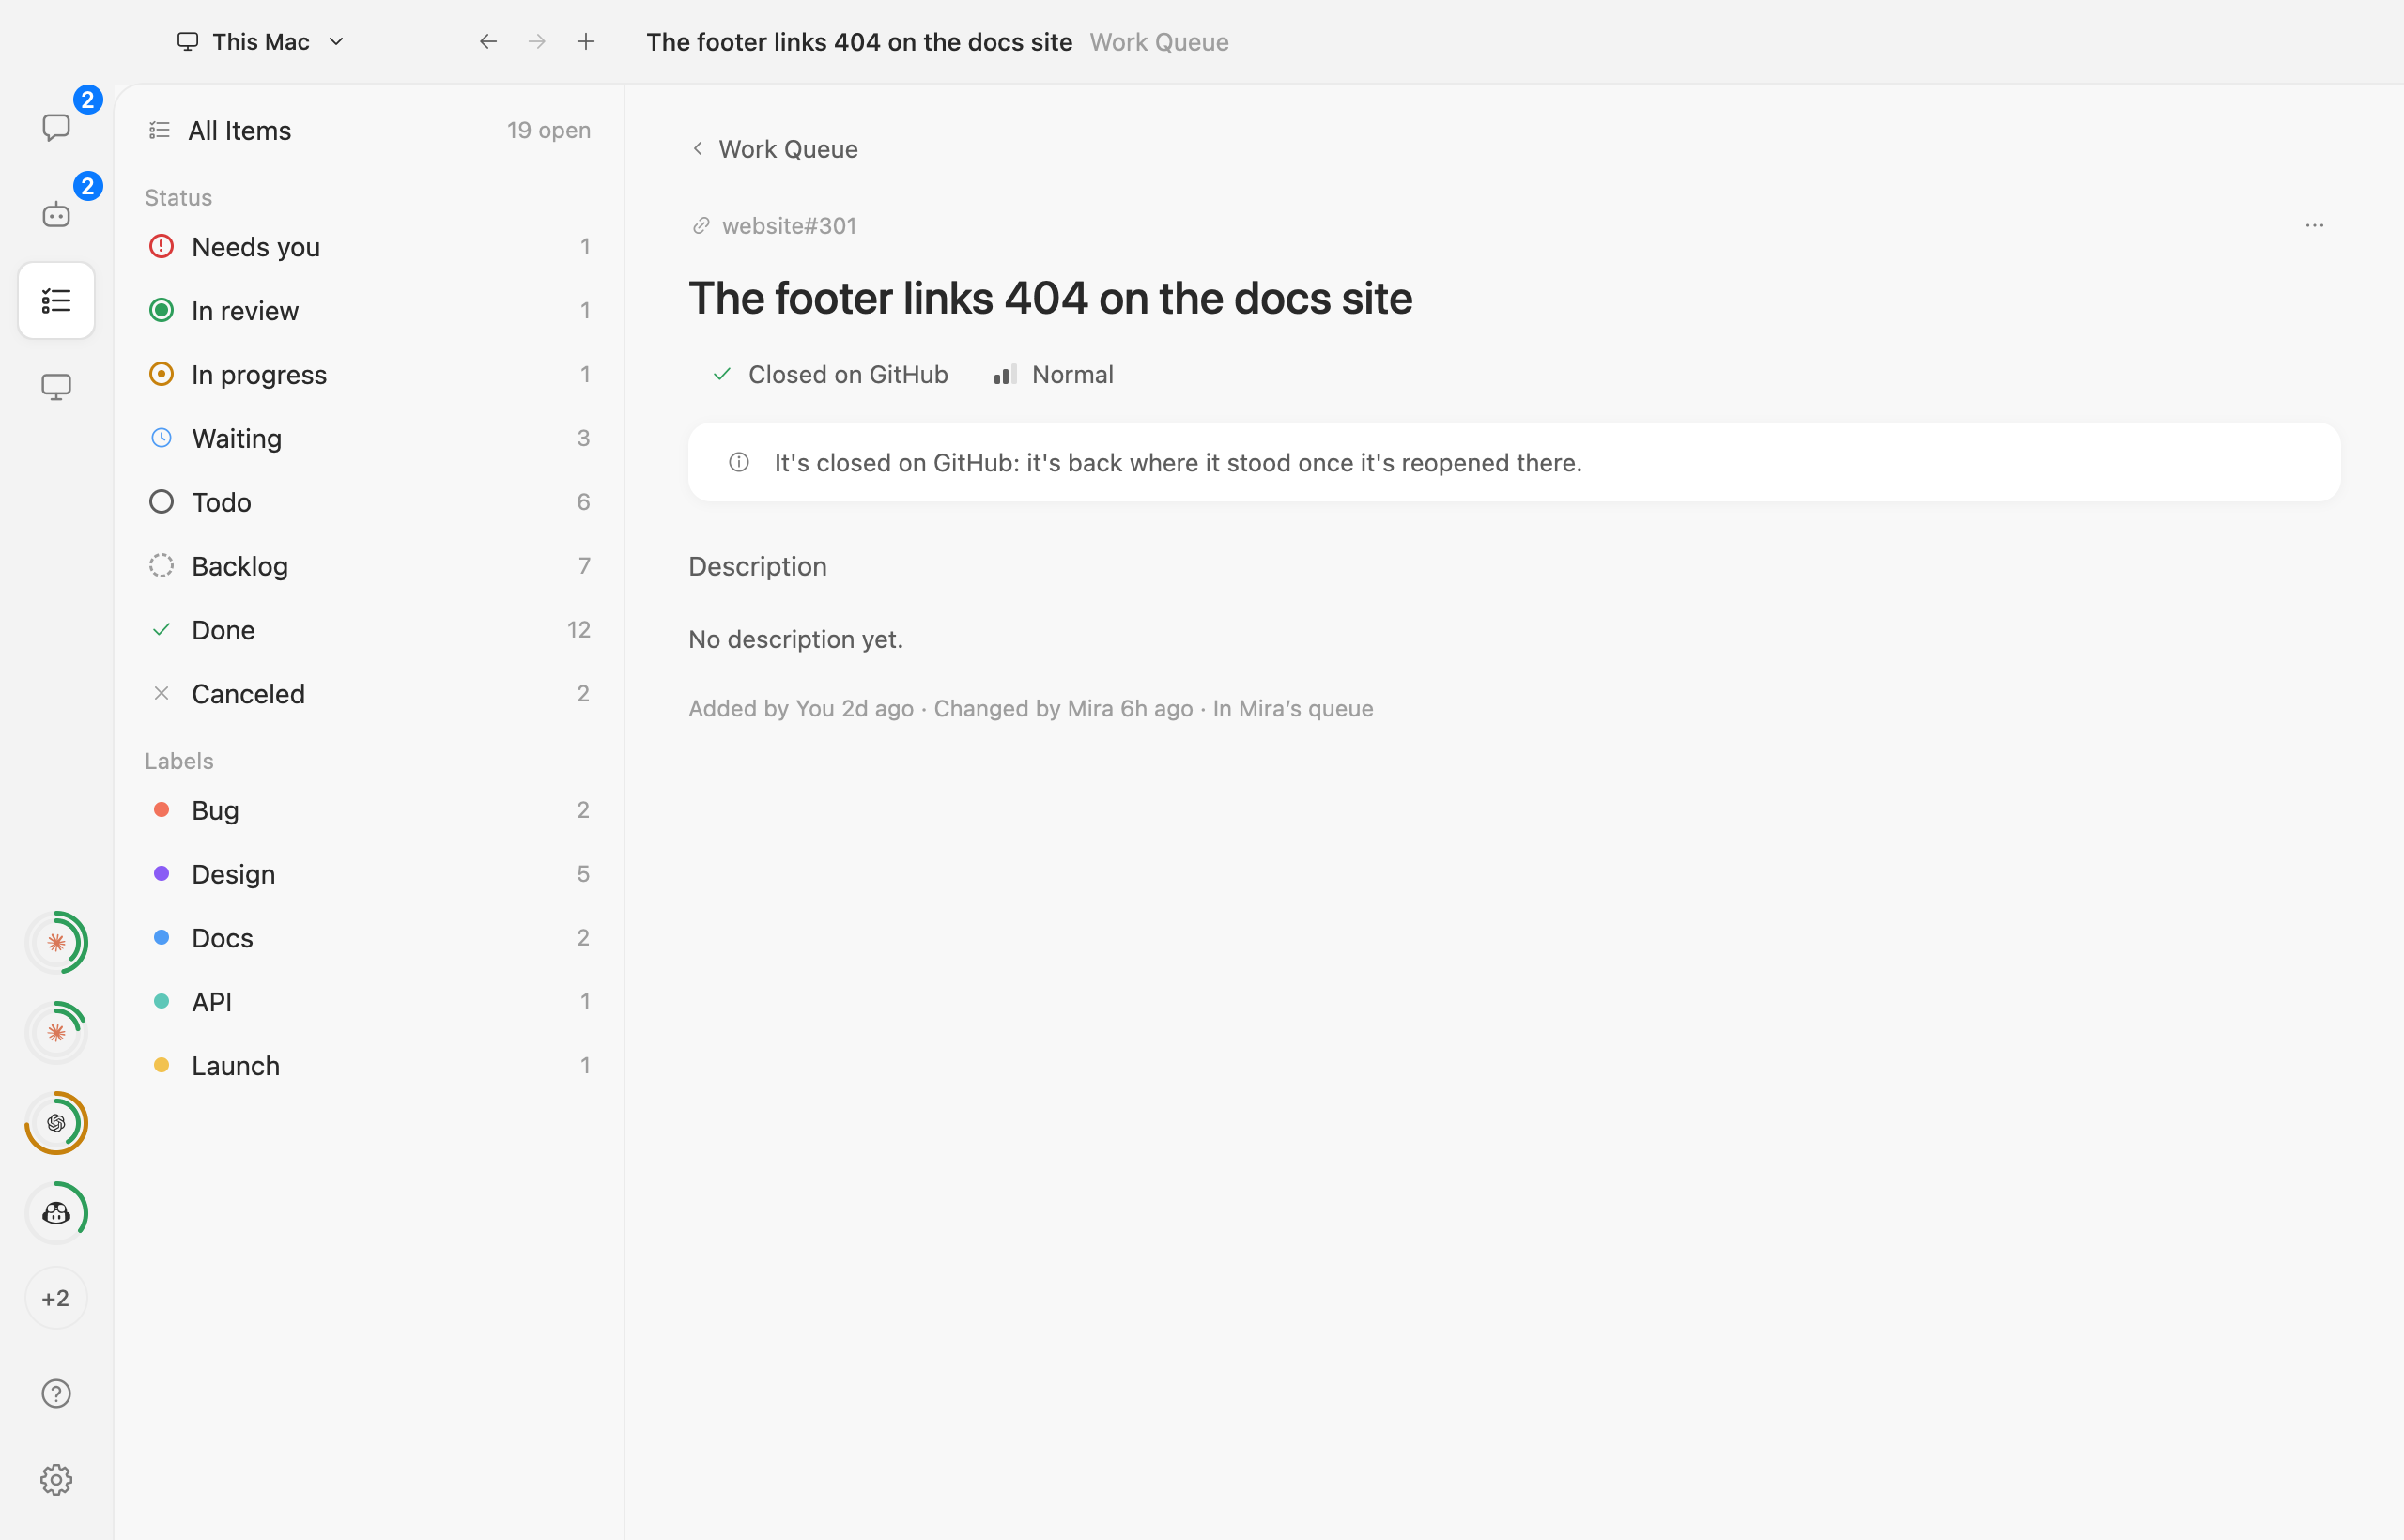 This Mac
The footer links 404 on the docs site Work Queue
2
2
All Items 19 open
Status
Needs you 1
In review 1
In progress 1
Waiting 3
Todo 6
Backlog 7
Done 12
Canceled 2
Labels
Bug 2
Design 5
Docs 2
API 1
Launch 1
+2
Work Queue
website#301
The footer links 404 on the docs site
Closed on GitHub Normal
It's closed on GitHub: it's back where it stood once it's reopened there.
Description
No description yet.
Added by You 2d ago · Changed by Mira 6h ago · In Mira’s queue